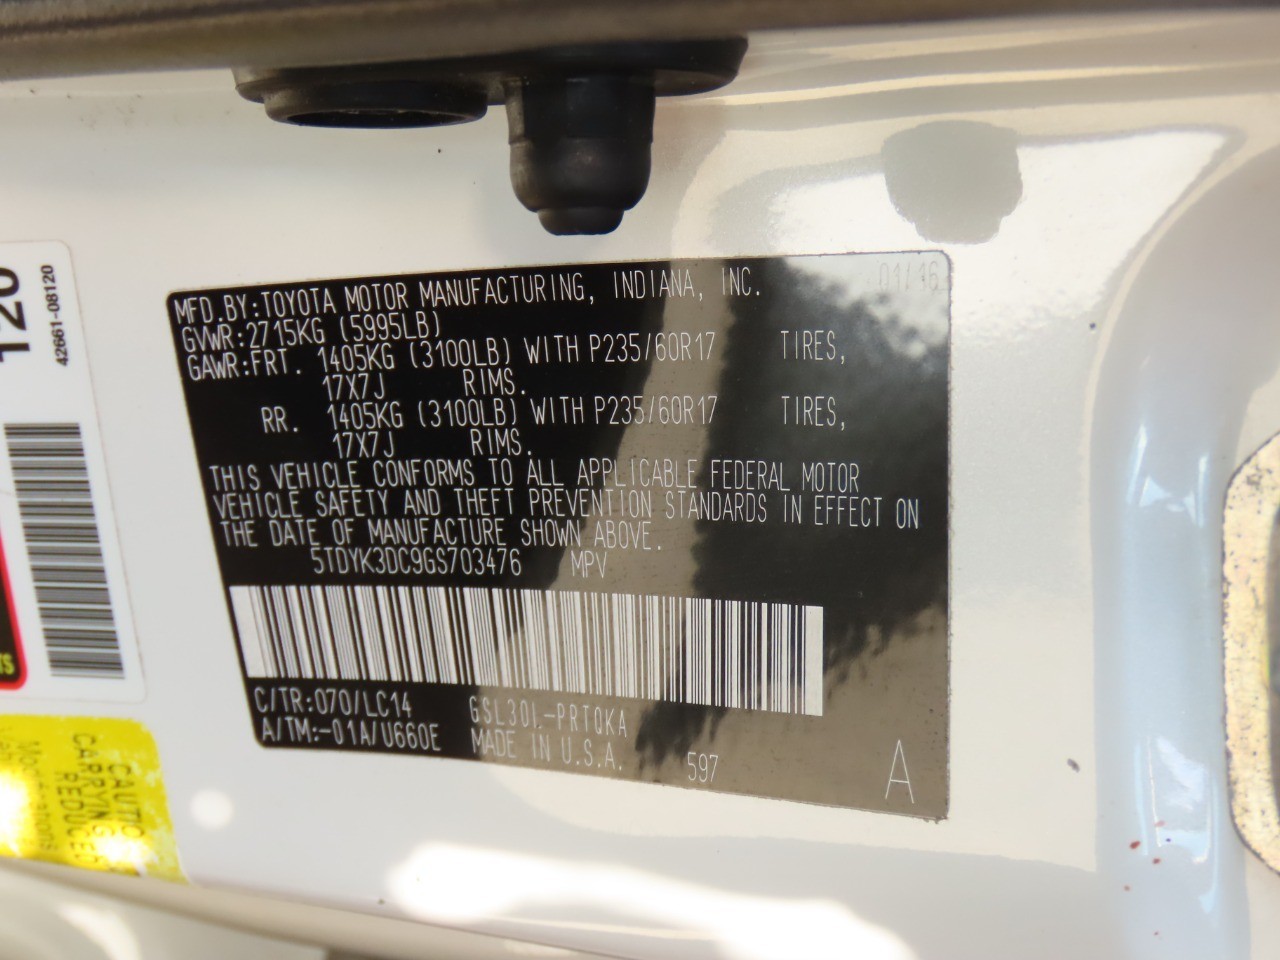 01/16
MFD.BY:TOYOTA MOTOR MANUFACTURING, INDIANA, INC.
GVWR:2715KG (5995LB)
GAWR:FRT. 1405KG (3100LB) WITH P235/60R17 TIRES,
17X7J RIMS.
RR. 1405KG (3100LB) WITH P235/60R17 TIRES,
17X7J RIMS.
THIS VEHICLE CONFORMS TO ALL APPLICABLE FEDERAL MOTOR
VEHICLE SAFETY AND THEFT PREVENTION STANDARDS IN EFFECT ON
THE DATE OF MANUFACTURE SHOWN ABOVE.
5TDYK3DC9GS703476 MPV
C/TR:070/LC14 GSL30L-PRTQKA
A/TM:-01A/U660E MADE IN U.S.A. 597 A
120
42661-08120
CARRYING
REDUCED